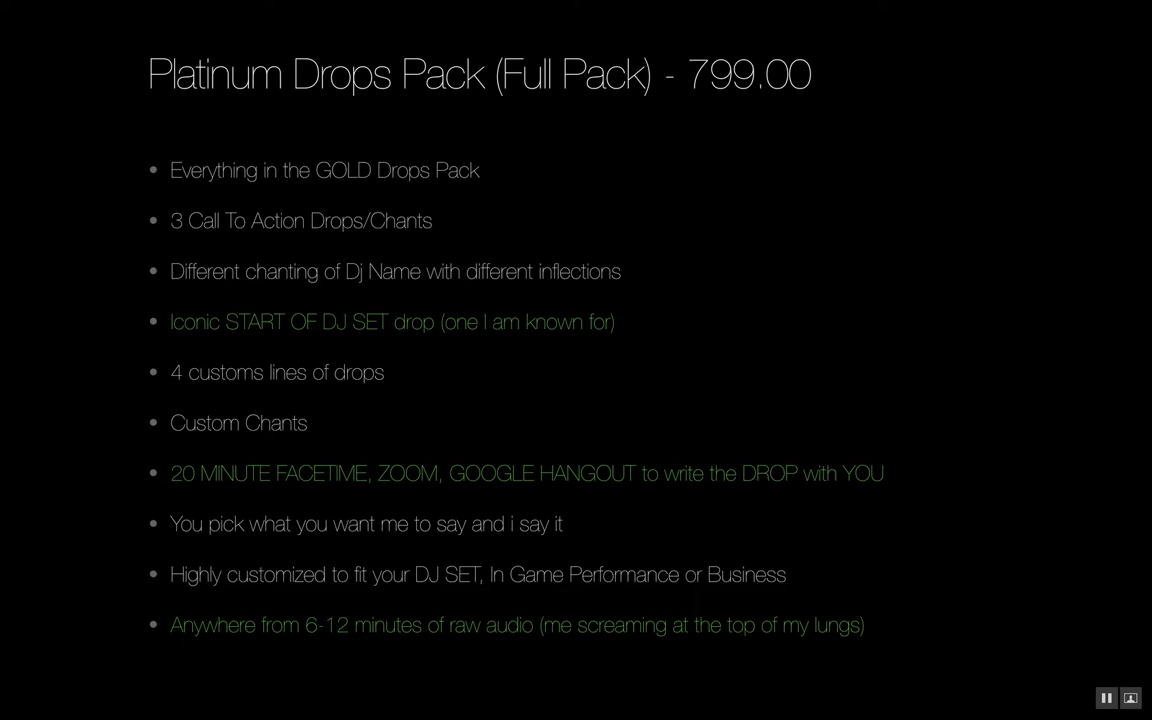 Platinum Drops Pack (Full Pack) - 799.00
• Everything in the GOLD Drops Pack
• 3 Call To Action Drops/Chants
• Different chanting of Dj Name with different inflections
• Iconic START OF DJ SET drop (one I am known for)
• 4 customs lines of drops
• Custom Chants
• 20 MINUTE FACETIME, ZOOM, GOOGLE HANGOUT to write the DROP with YOU
• You pick what you want me to say and i say it
• Highly customized to fit your DJ SET, In Game Performance or Business
• Anywhere from 6-12 minutes of raw audio (me screaming at the top of my lungs)